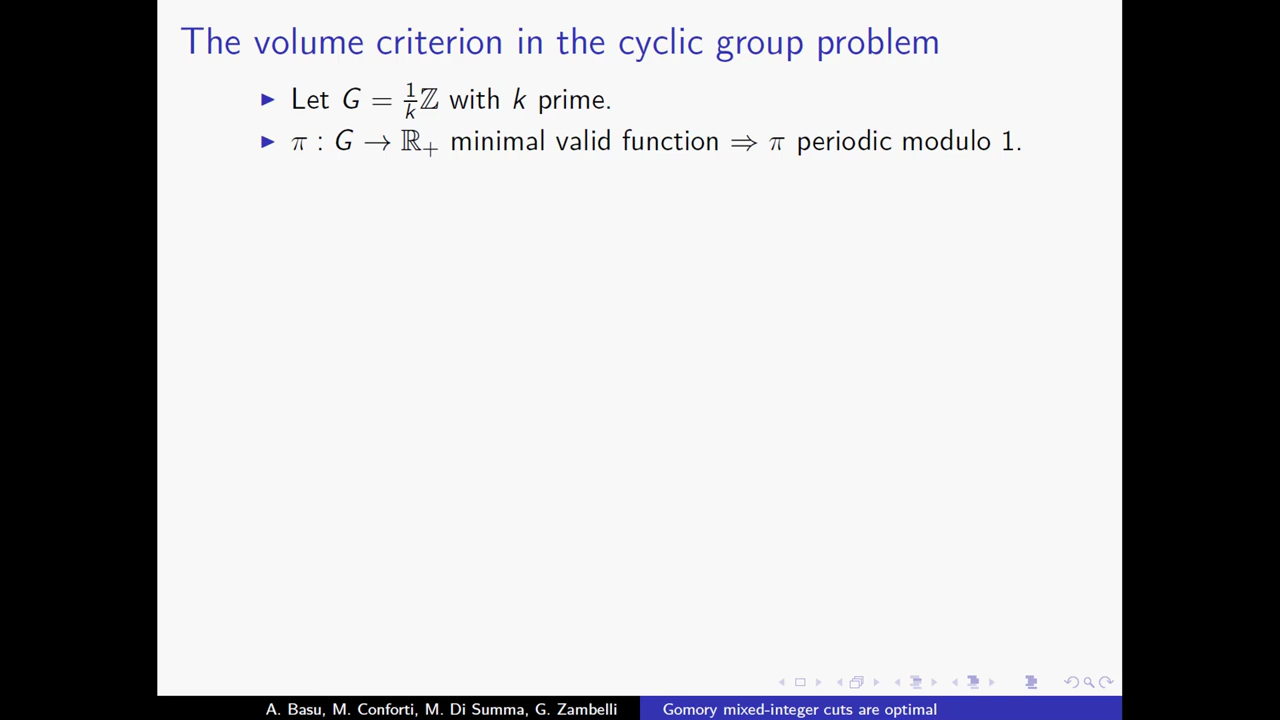 The volume criterion in the cyclic group problem
▶ Let G = 1/k ℤ with k prime.
▶ π : G → ℝ₊ minimal valid function ⇒ π periodic modulo 1.
A. Basu, M. Conforti, M. Di Summa, G. Zambelli
Gomory mixed-integer cuts are optimal